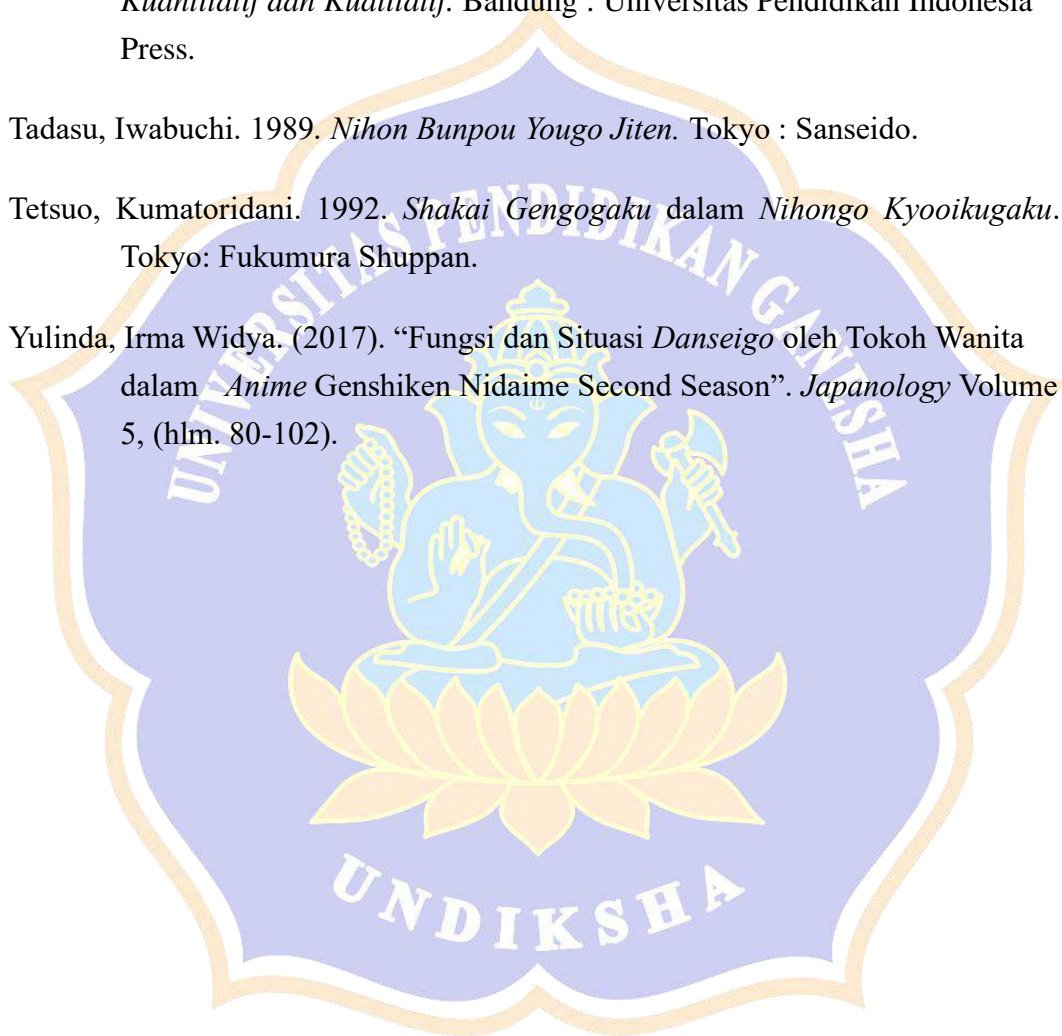 Kuantitatif dan Kualitatif. Bandung : Universitas Pendidikan Indonesia
Press.
Tadasu, Iwabuchi. 1989. Nihon Bunpou Yougo Jiten. Tokyo : Sanseido.
Tetsuo, Kumatoridani. 1992. Shakai Gengogaku dalam Nihongo Kyooikugaku.
Tokyo: Fukumura Shuppan.
Yulinda, Irma Widya. (2017). “Fungsi dan Situasi Danseigo oleh Tokoh Wanita
dalam Anime Genshiken Nidaime Second Season”. Japanology Volume
5, (hlm. 80-102).
UNIVERSITAS PENDIDIKAN GANESHA
UNDIKSHA